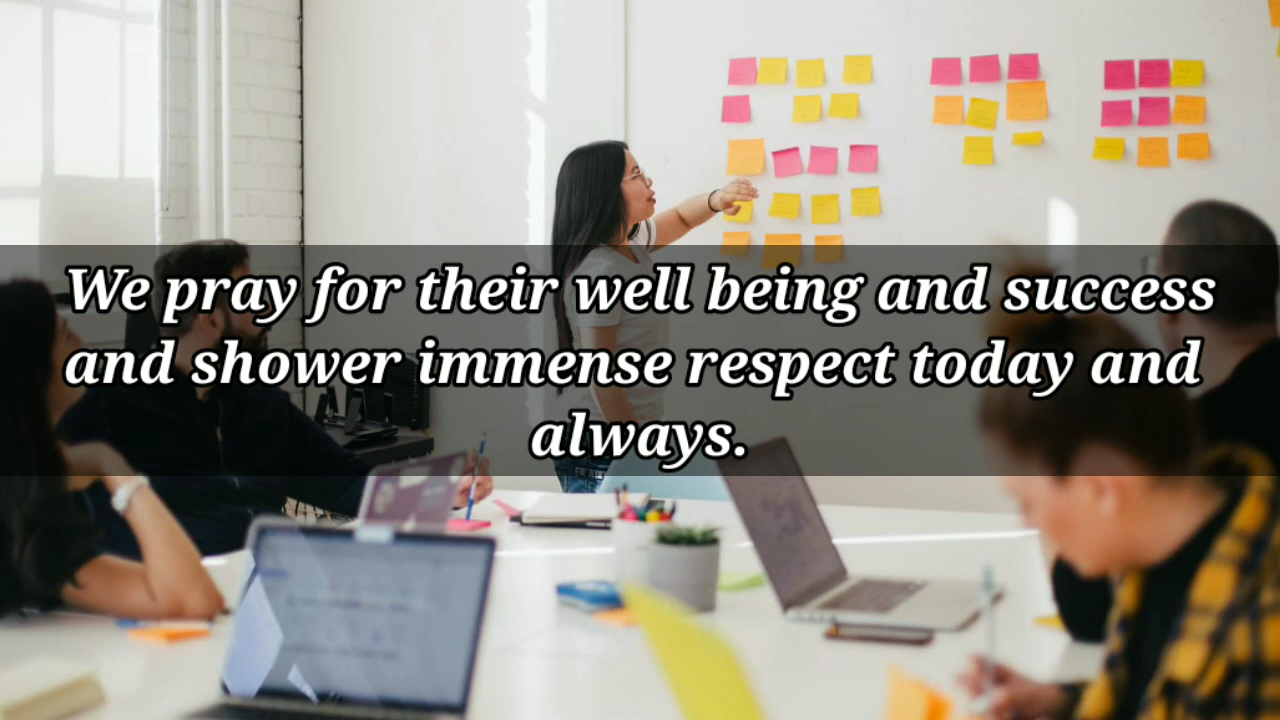 We pray for their well being and success
and shower immense respect today and
always.